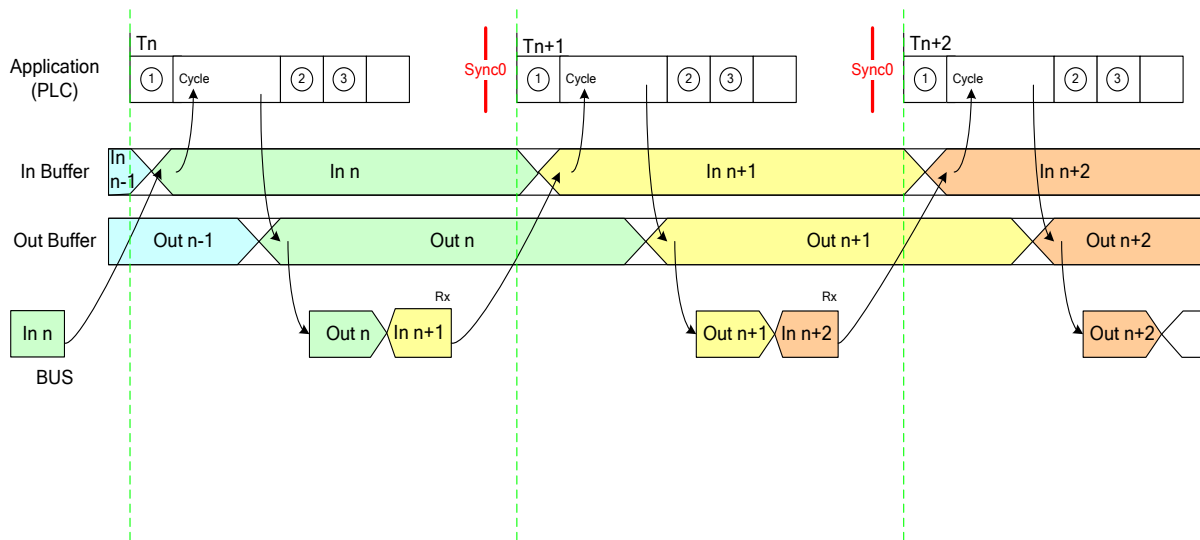 Tn
Tn+1
Tn+2
Application
(PLC)
1
Cycle
2
3
Sync0
1
Cycle
2
3
Sync0
1
Cycle
2
3
In Buffer
In
n-1
In n
In n+1
In n+2
Out Buffer
Out n-1
Out n
Out n+1
Out n+2
Rx
Rx
In n
Out n
In n+1
Out n+1
In n+2
Out n+2
BUS